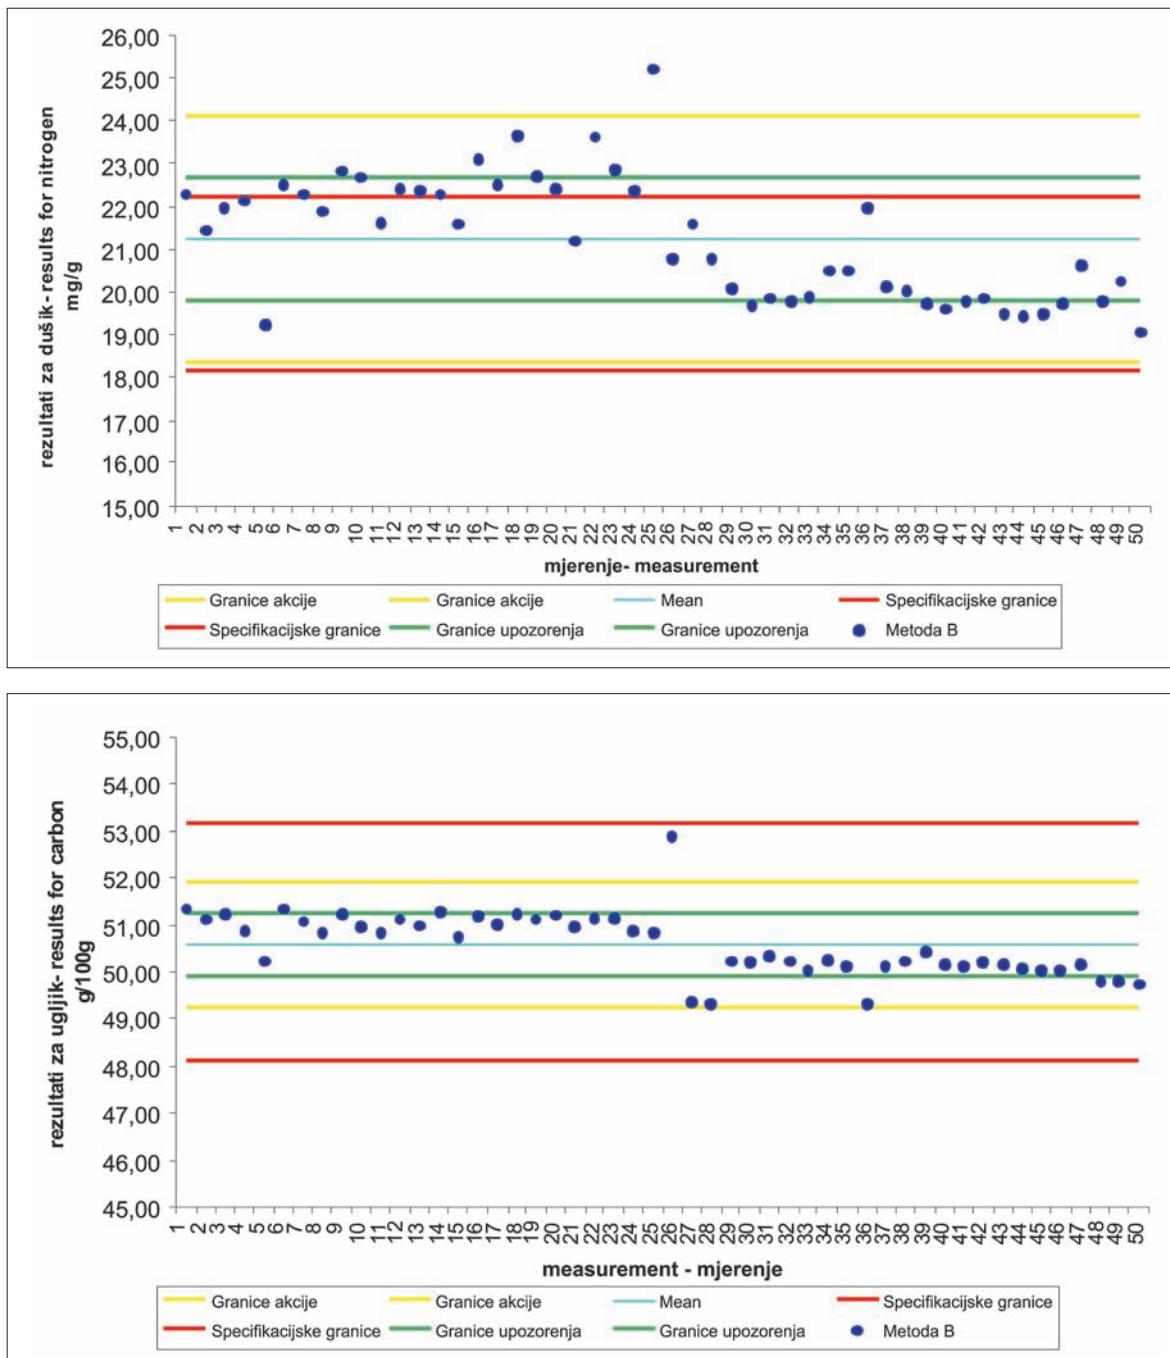 rezultati za dušik- results for nitrogen
mg/g
26,00
25,00
24,00
23,00
22,00
21,00
20,00
19,00
18,00
17,00
16,00
15,00
1 2 3 4 5 6 7 8 9 10 11 12 13 14 15 16 17 18 19 20 21 22 23 24 25 26 27 28 29 30 31 32 33 34 35 36 37 38 39 40 41 42 43 44 45 46 47 48 49 50
mjerenje- measurement
Granice akcije Granice akcije Mean Specifikacijske granice
Specifikacijske granice Granice upozorenja Granice upozorenja Metoda B
rezultati za ugljik- results for carbon
g/100g
55,00
54,00
53,00
52,00
51,00
50,00
49,00
48,00
47,00
46,00
45,00
1 2 3 4 5 6 7 8 9 10 11 12 13 14 15 16 17 18 19 20 21 22 23 24 25 26 27 28 29 30 31 32 33 34 35 36 37 38 39 40 41 42 43 44 45 46 47 48 49 50
measurement - mjerenje
Granice akcije Granice akcije Mean Specifikacijske granice
Specifikacijske granice Granice upozorenja Granice upozorenja Metoda B